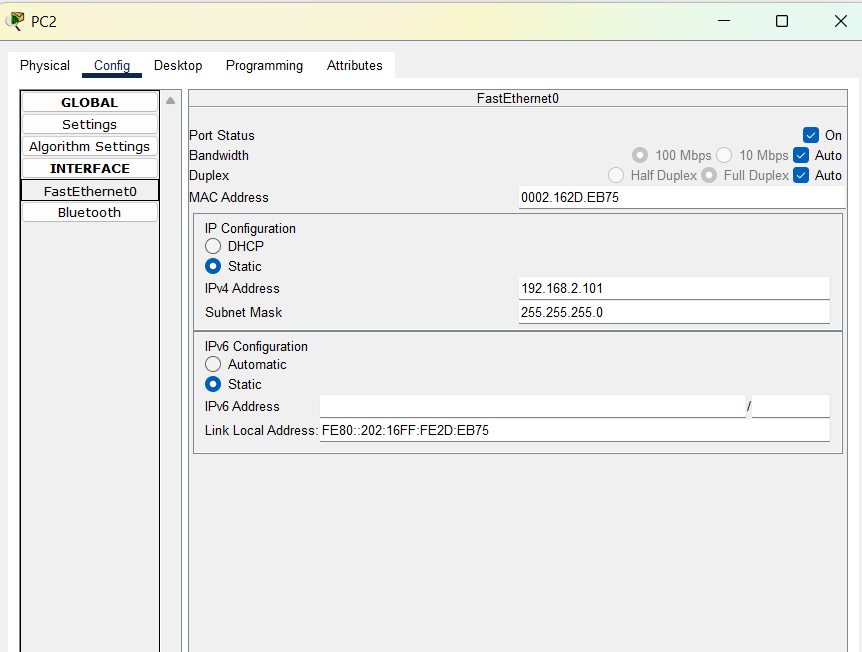 PC2
Physical Config Desktop Programming Attributes
GLOBAL
Settings
Algorithm Settings
INTERFACE
FastEthernet0
Bluetooth
FastEthernet0
Port Status On
Bandwidth 100 Mbps 10 Mbps Auto
Duplex Half Duplex Full Duplex Auto
MAC Address 0002.162D.EB75
IP Configuration
DHCP
Static
IPv4 Address 192.168.2.101
Subnet Mask 255.255.255.0
IPv6 Configuration
Automatic
Static
IPv6 Address /
Link Local Address: FE80::202:16FF:FE2D:EB75